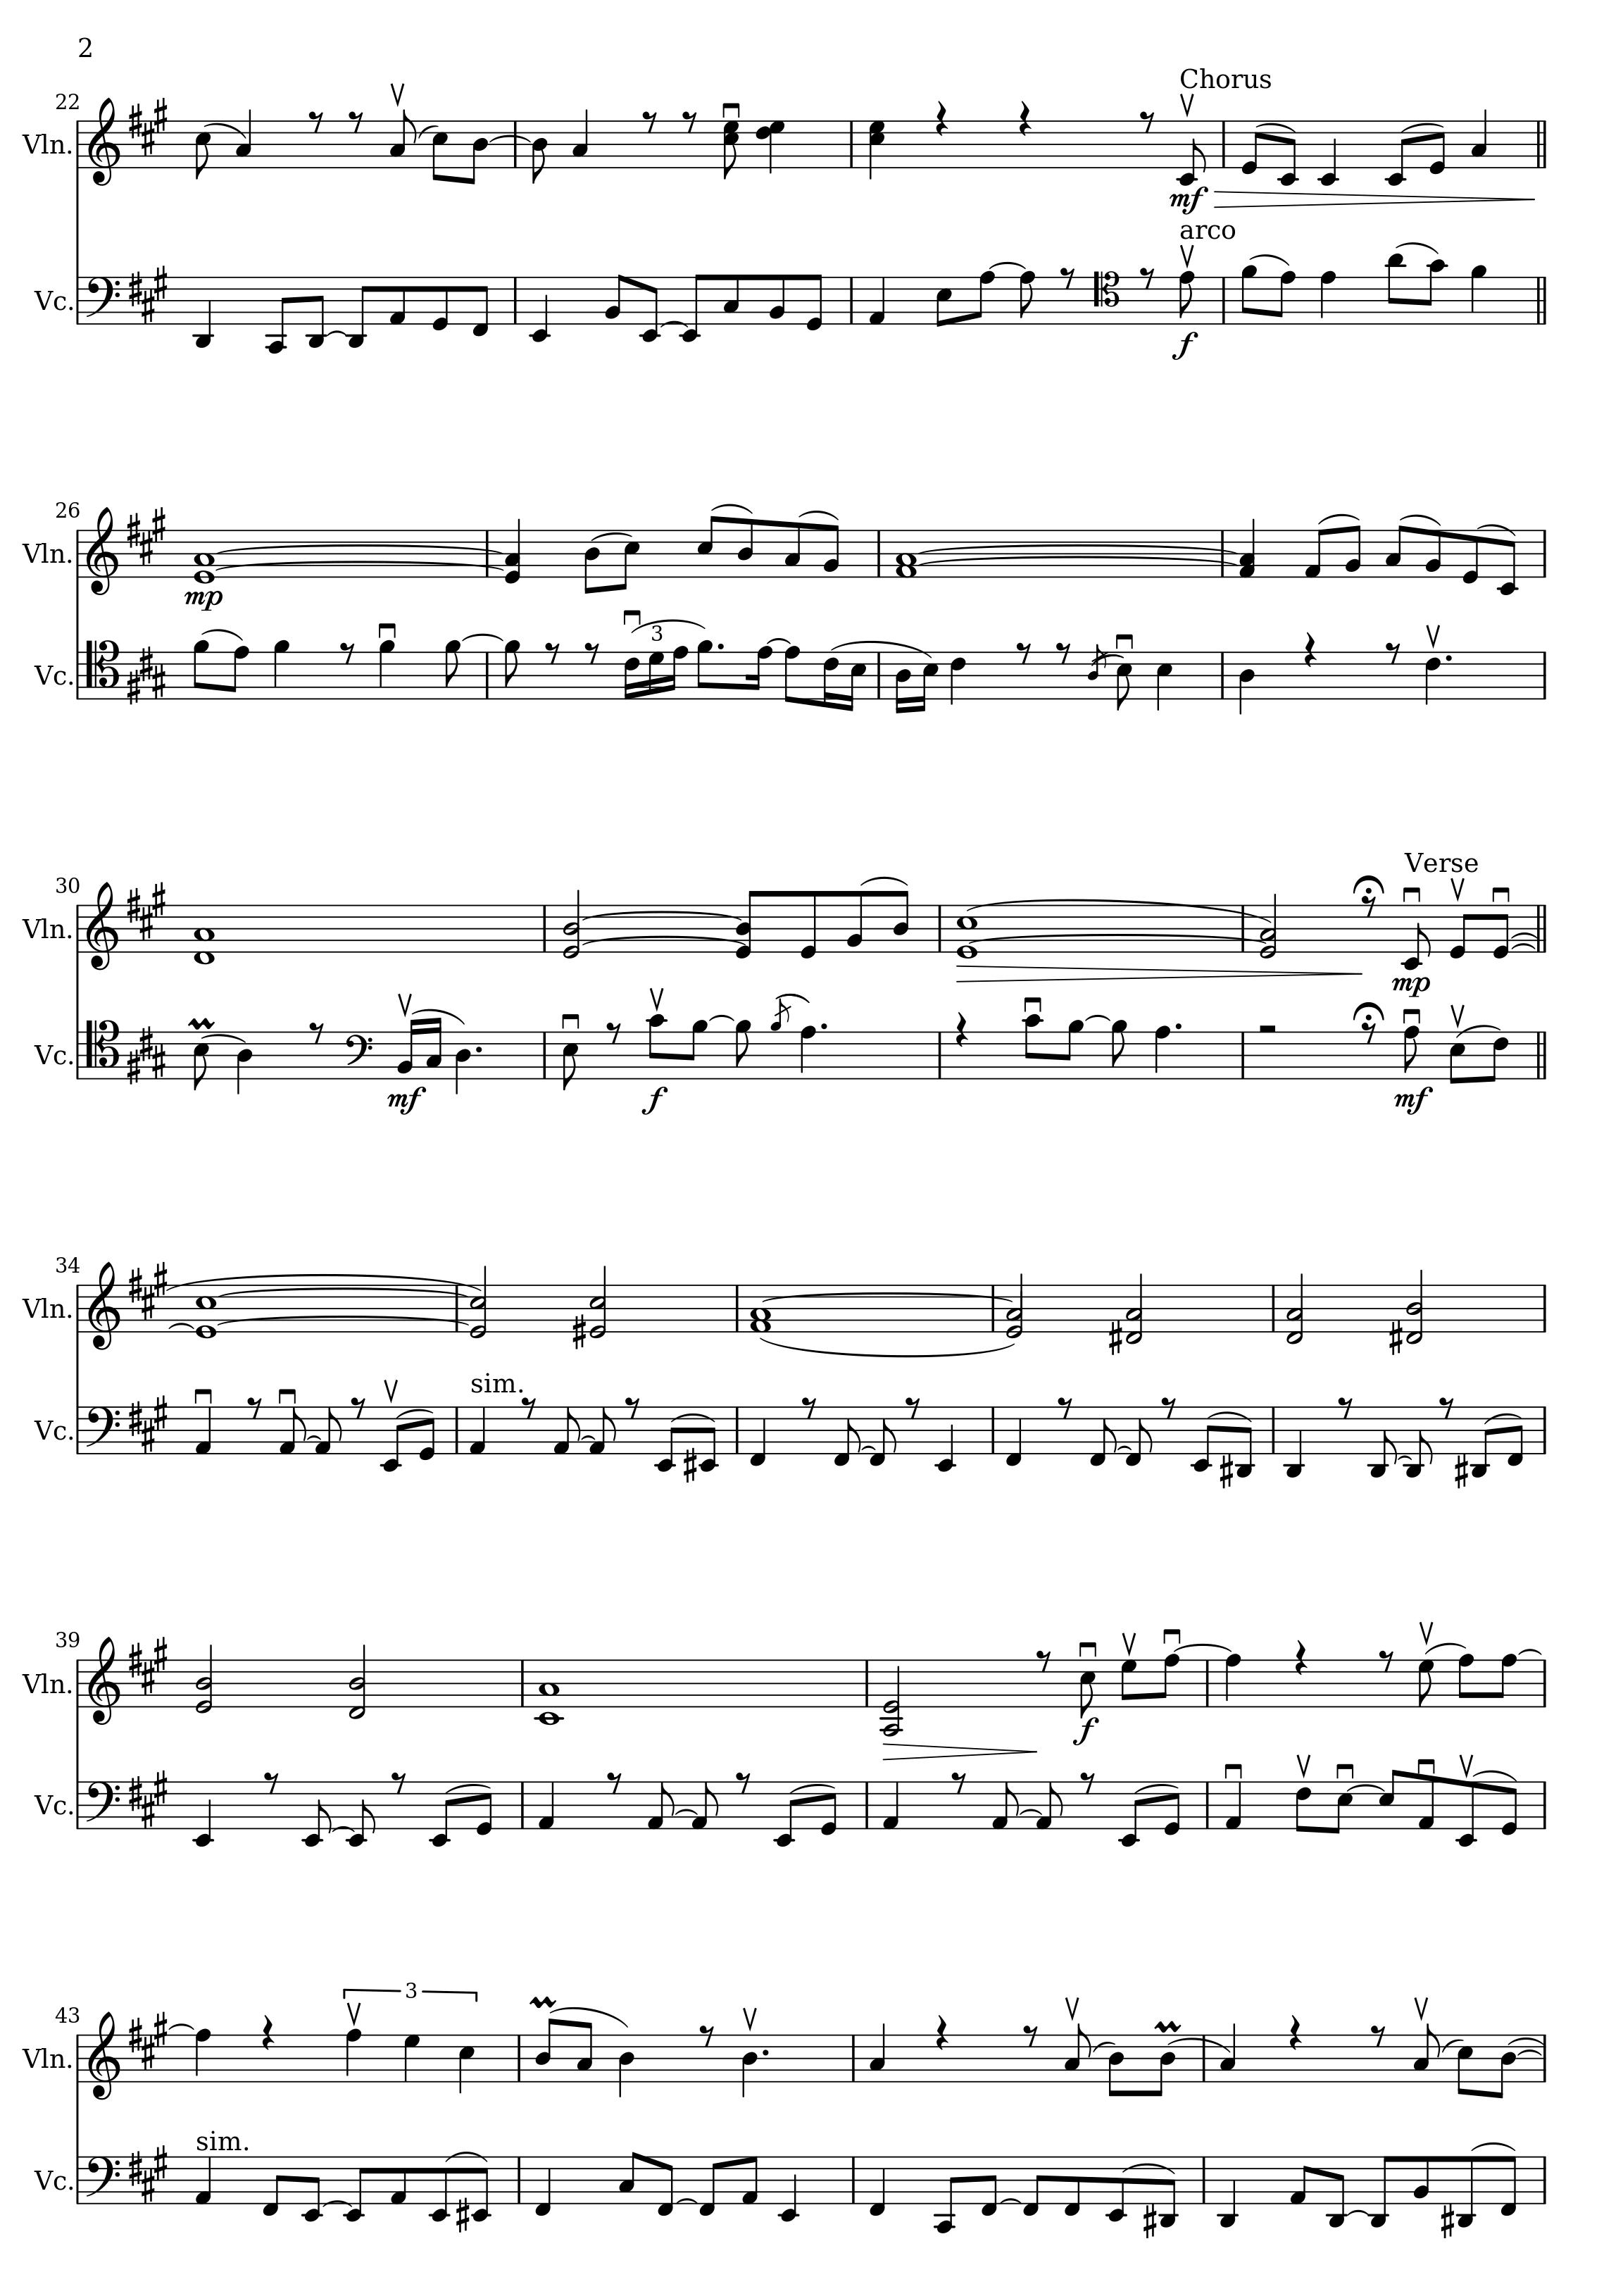 2
Chorus
22
Vln.
mf
arco
Vc.
f
26
Vln.
mp
3
Vc.
Verse
30
Vln.
mp
Vc.
mf f mf
34
Vln.
sim.
Vc.
39
Vln.
f
Vc.
3
43
Vln.
sim.
Vc.